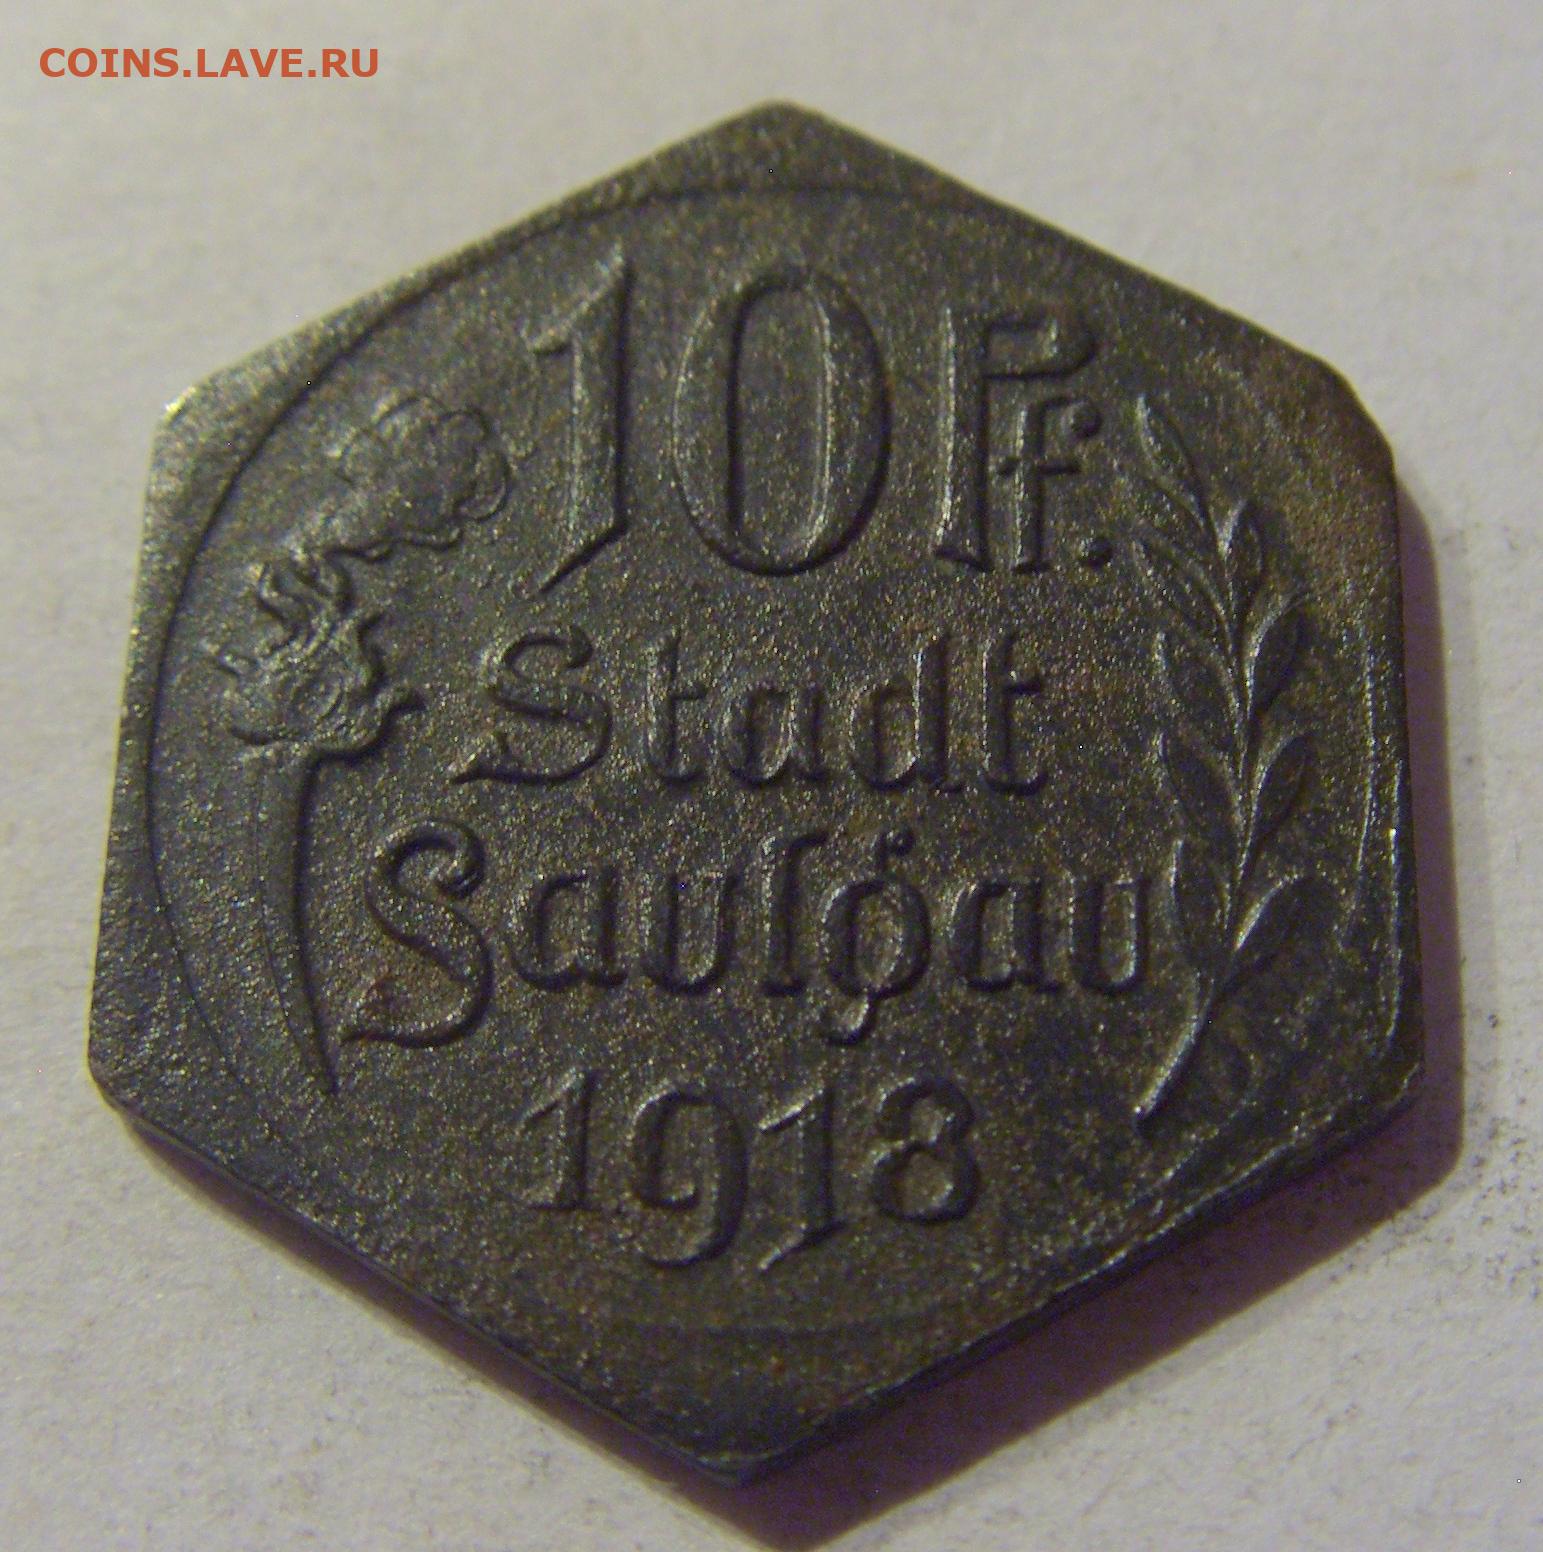 COINS.LAVE.RU
10 Pf.
Stadt
Saulgau
1918